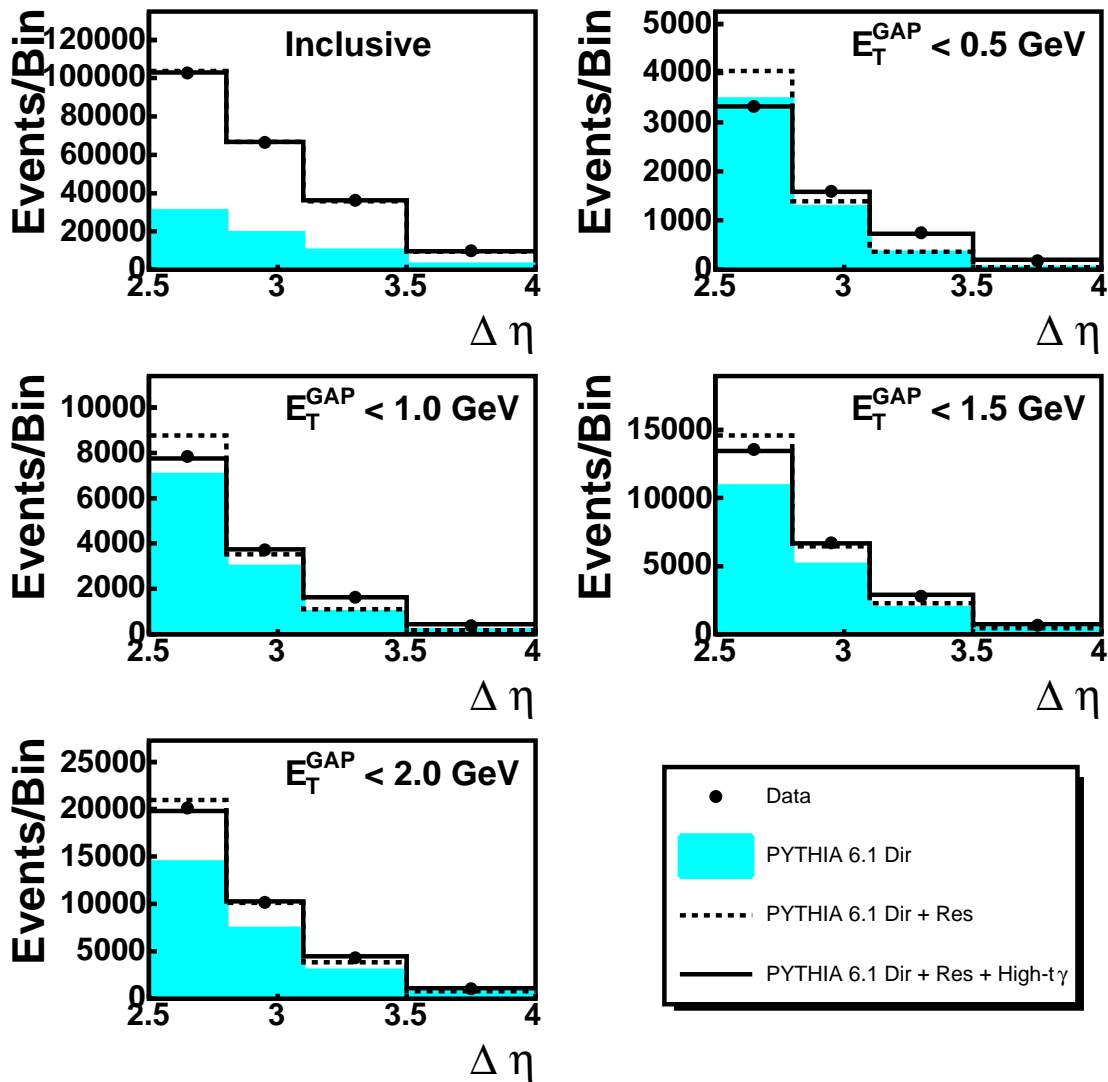 Events/Bin
Inclusive
120000
100000
80000
60000
40000
20000
0
2.5 3 3.5 4
Δ η
Events/Bin
E_T^GAP < 0.5 GeV
5000
4000
3000
2000
1000
0
2.5 3 3.5 4
Δ η
Events/Bin
E_T^GAP < 1.0 GeV
10000
8000
6000
4000
2000
0
2.5 3 3.5 4
Δ η
Events/Bin
E_T^GAP < 1.5 GeV
15000
10000
5000
0
2.5 3 3.5 4
Δ η
Events/Bin
E_T^GAP < 2.0 GeV
25000
20000
15000
10000
5000
0
2.5 3 3.5 4
Δ η
Data
PYTHIA 6.1 Dir
PYTHIA 6.1 Dir + Res
PYTHIA 6.1 Dir + Res + High-t γ